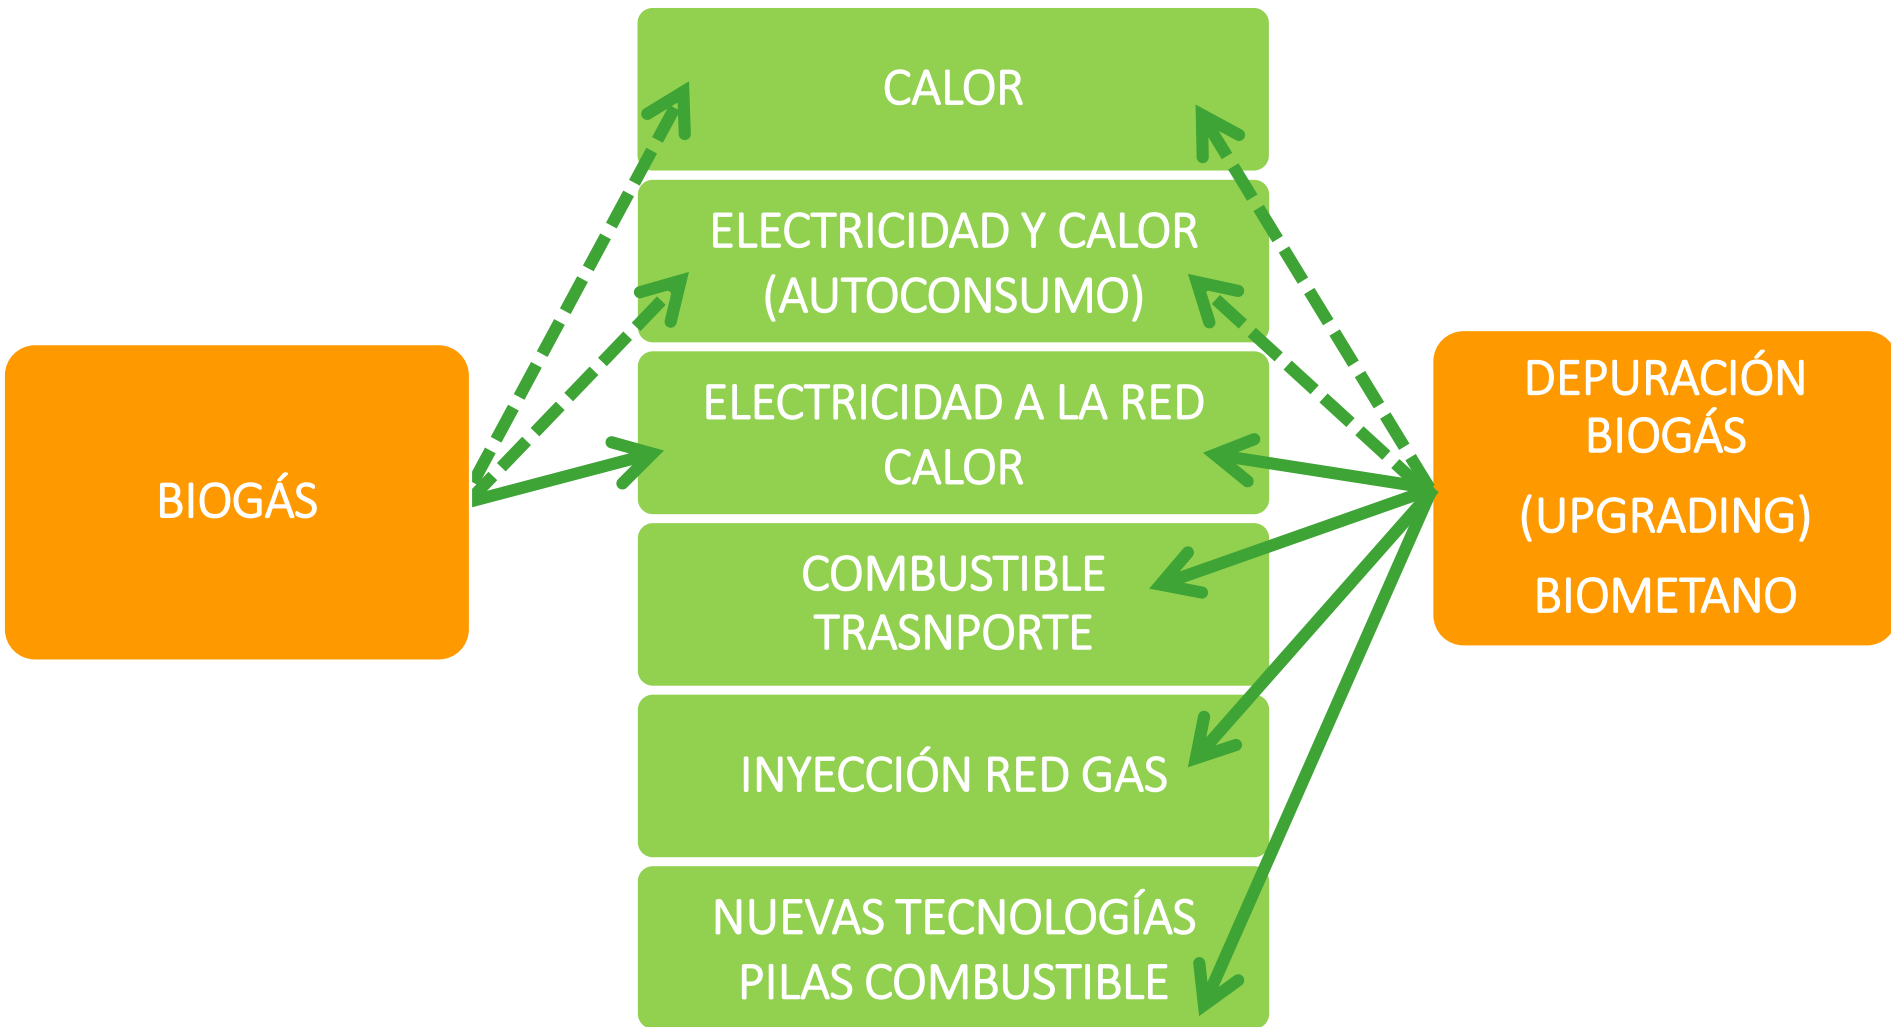 CALOR
ELECTRICIDAD Y CALOR
(AUTOCONSUMO)
ELECTRICIDAD A LA RED
CALOR
COMBUSTIBLE
TRASNPORTE
INYECCIÓN RED GAS
NUEVAS TECNOLOGÍAS
PILAS COMBUSTIBLE
BIOGÁS
DEPURACIÓN
BIOGÁS
(UPGRADING)
BIOMETANO